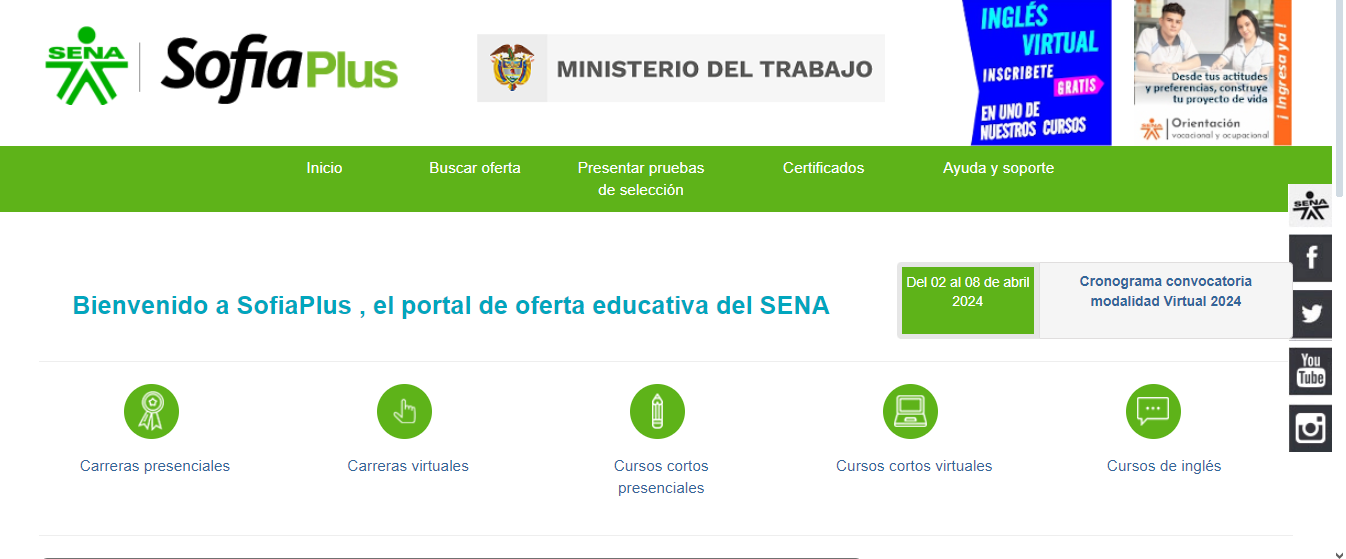 SENA
SofiaPlus
MINISTERIO DEL TRABAJO
INGLÉS
VIRTUAL
INSCRIBETE
GRATIS
EN UNO DE
NUESTROS CURSOS
Desde tus actitudes
y preferencias, construye
tu proyecto de vida
SENA
Orientación
vocacional y ocupacional
¡ Ingresa ya !
Inicio
Buscar oferta
Presentar pruebas
de selección
Certificados
Ayuda y soporte
SENA
Bienvenido a SofiaPlus , el portal de oferta educativa del SENA
Del 02 al 08 de abril
2024
Cronograma convocatoria
modalidad Virtual 2024
You
Tube
Carreras presenciales
Carreras virtuales
Cursos cortos
presenciales
Cursos cortos virtuales
Cursos de inglés